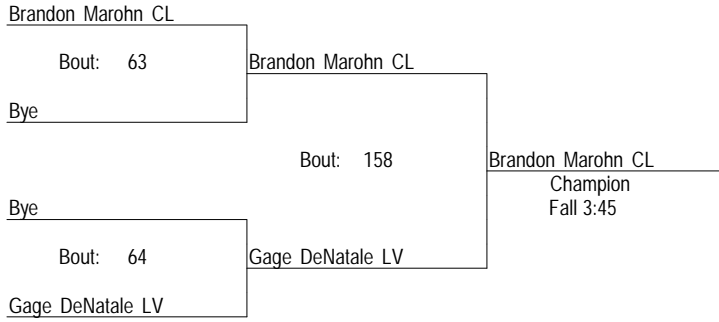 Brandon Marohn CL
Bout: 63
Brandon Marohn CL
Bye
Bout: 158
Brandon Marohn CL
Champion
Fall 3:45
Bye
Bout: 64
Gage DeNatale LV
Gage DeNatale LV